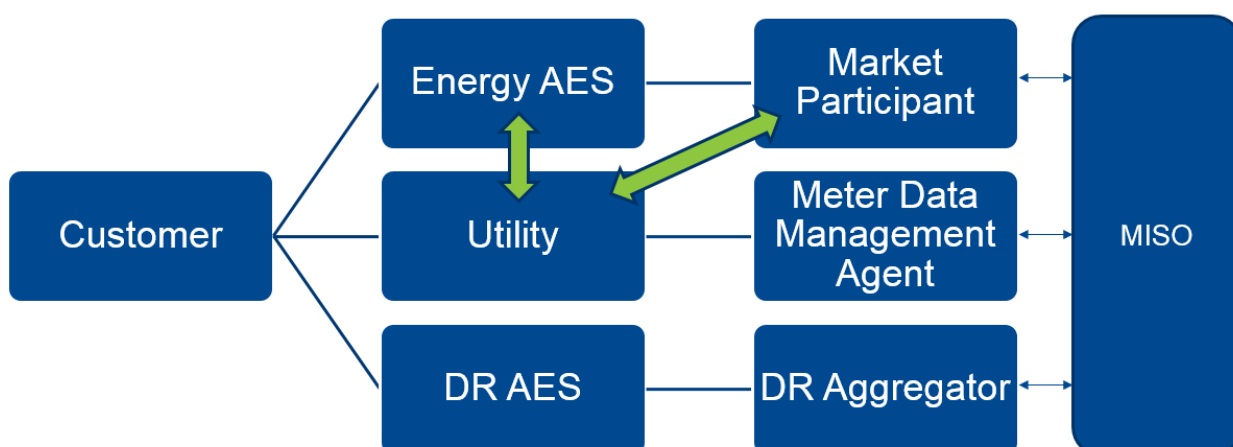 Energy AES
Market
Participant
Customer
Utility
Meter Data
Management
Agent
MISO
DR AES
DR Aggregator